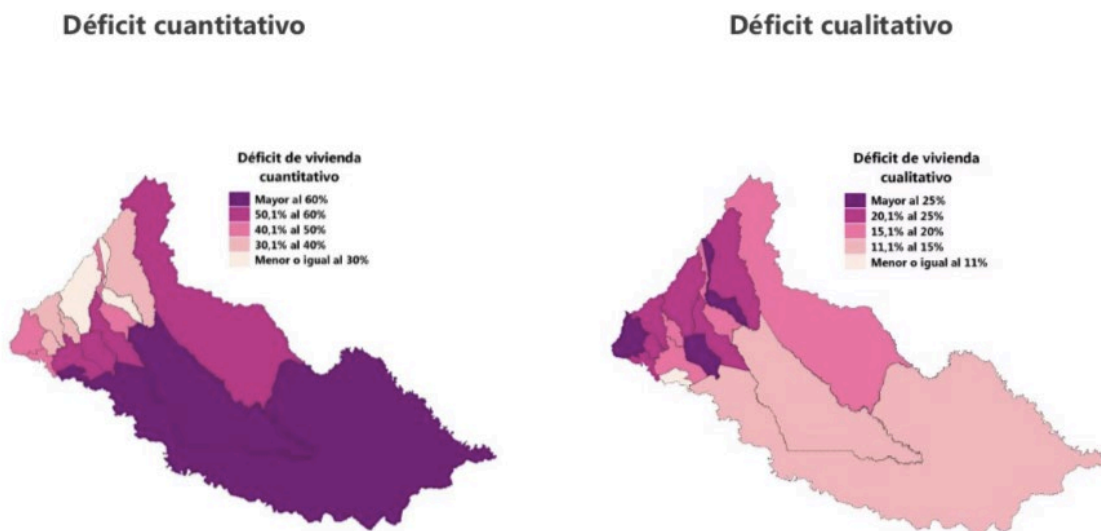 Déficit cuantitativo
Déficit cualitativo
Déficit de vivienda
cuantitativo
Mayor al 60%
50,1% al 60%
40,1% al 50%
30,1% al 40%
Menor o igual al 30%
Déficit de vivienda
cualitativo
Mayor al 25%
20,1% al 25%
15,1% al 20%
11,1% al 15%
Menor o igual al 11%